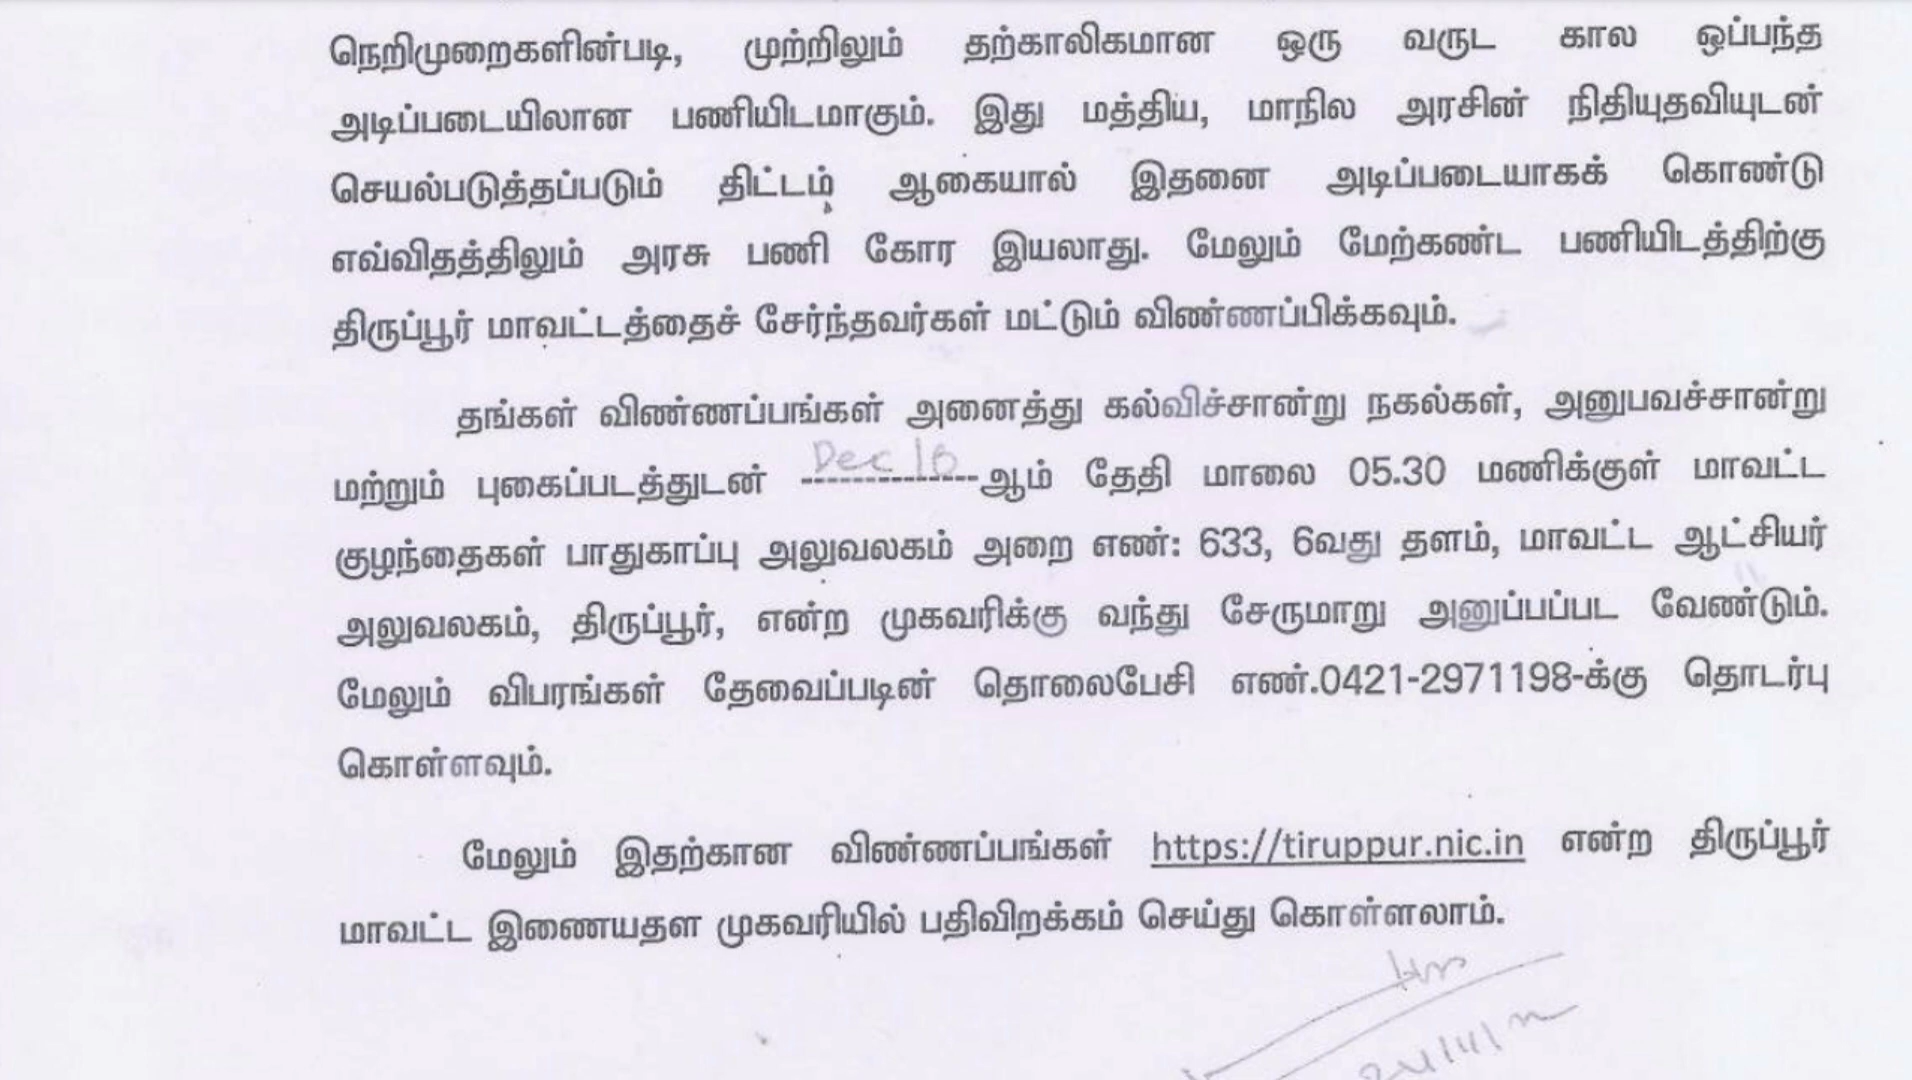 நெறிமுறைகளின்படி, முற்றிலும் தற்காலிகமான ஒரு வருட கால ஒப்பந்த
அடிப்படையிலான பணியிடமாகும். இது மத்திய, மாநில அரசின் நிதியுதவியுடன்
செயல்படுத்தப்படும் திட்டம் ஆகையால் இதனை அடிப்படையாகக் கொண்டு
எவ்விதத்திலும் அரசு பணி கோர இயலாது. மேலும் மேற்கண்ட பணியிடத்திற்கு
திருப்பூர் மாவட்டத்தைச் சேர்ந்தவர்கள் மட்டும் விண்ணப்பிக்கவும்.
தங்கள் விண்ணப்பங்கள் அனைத்து கல்விச்சான்று நகல்கள், அனுபவச்சான்று
மற்றும் புகைப்படத்துடன் Dec 16 ஆம் தேதி மாலை 05.30 மணிக்குள் மாவட்ட
குழந்தைகள் பாதுகாப்பு அலுவலகம் அறை எண்: 633, 6வது தளம், மாவட்ட ஆட்சியர்
அலுவலகம், திருப்பூர், என்ற முகவரிக்கு வந்து சேருமாறு அனுப்பப்பட வேண்டும்.
மேலும் விபரங்கள் தேவைப்படின் தொலைபேசி எண்.0421-2971198-க்கு தொடர்பு
கொள்ளவும்.
மேலும் இதற்கான விண்ணப்பங்கள் https://tiruppur.nic.in என்ற திருப்பூர்
மாவட்ட இணையதள முகவரியில் பதிவிறக்கம் செய்து கொள்ளலாம்.